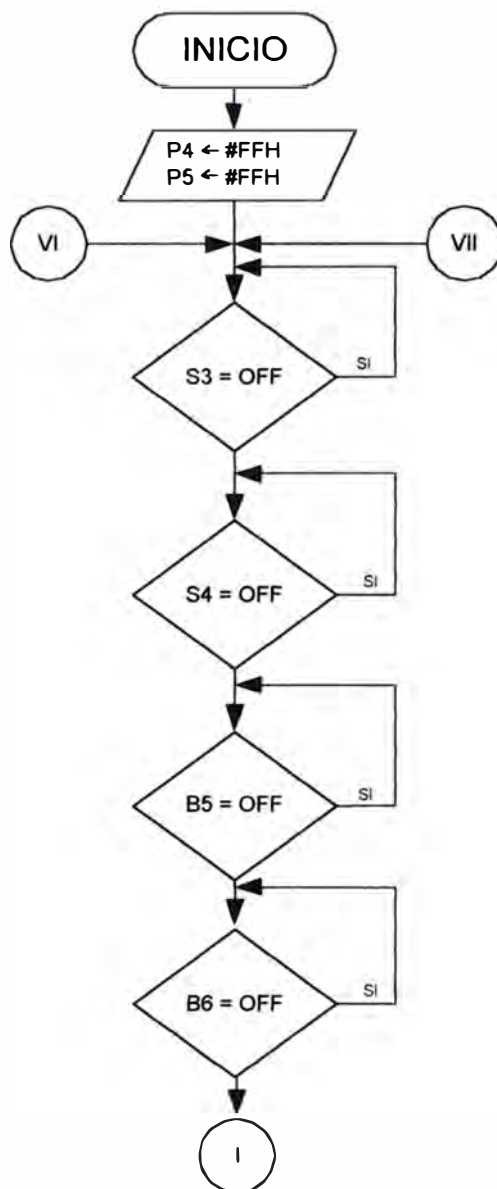 INICIO
P4 ← #FFH
P5 ← #FFH
VI
VII
S3 = OFF
SI
S4 = OFF
SI
B5 = OFF
SI
B6 = OFF
SI
I